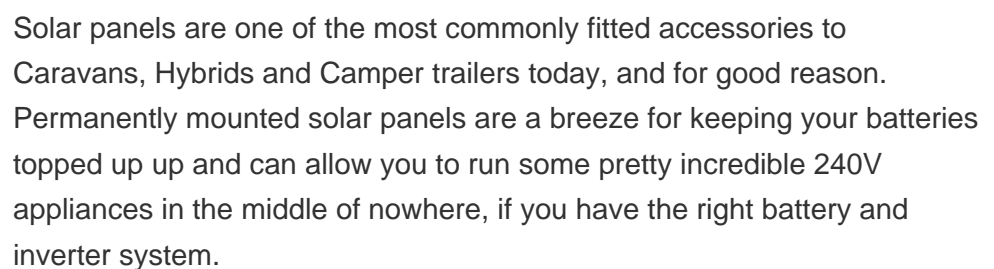 Solar panels are one of the most commonly fitted accessories to
Caravans, Hybrids and Camper trailers today, and for good reason.
Permanently mounted solar panels are a breeze for keeping your batteries
topped up up and can allow you to run some pretty incredible 240V
appliances in the middle of nowhere, if you have the right battery and
inverter system.